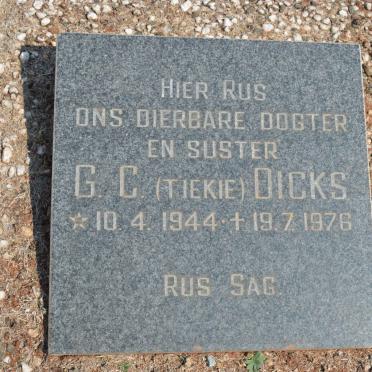 HIER RUS
ONS DIERBARE DOGTER
EN SUSTER
G. C. (TIEKIE) DICKS
☆ 10. 4. 1944 · † 19. 7. 1976
RUS SAG.